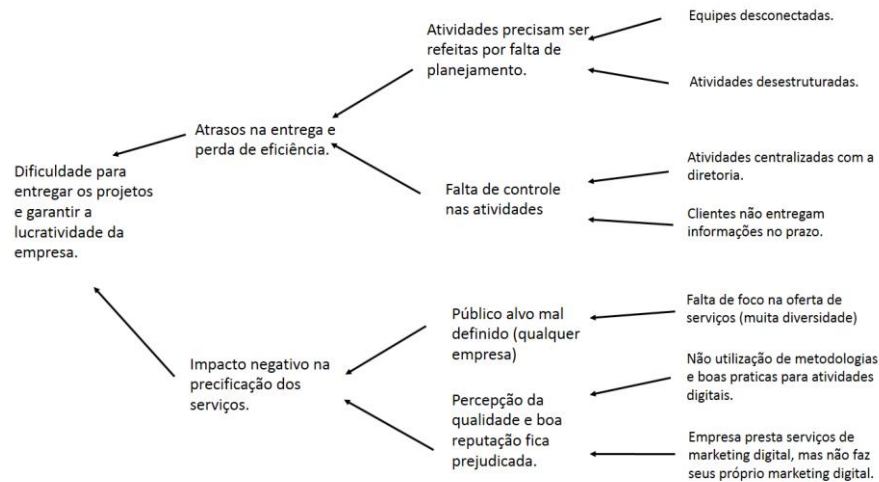 Equipes desconectadas.
Atividades precisam ser
refeitas por falta de
planejamento.
Atividades desestruturadas.
Atrasos na entrega e
perda de eficiência.
Atividades centralizadas com a
diretoria.
Dificuldade para
entregar os projetos
e garantir a
lucratividade da
empresa.
Falta de controle
nas atividades
Clientes não entregam
informações no prazo.
Público alvo mal
definido (qualquer
empresa)
Falta de foco na oferta de
serviços (muita diversidade)
Impacto negativo na
precificação dos
serviços.
Não utilização de metodologias
e boas praticas para atividades
digitais.
Percepção da
qualidade e boa
reputação fica
prejudicada.
Empresa presta serviços de
marketing digital, mas não faz
seus próprio marketing digital.